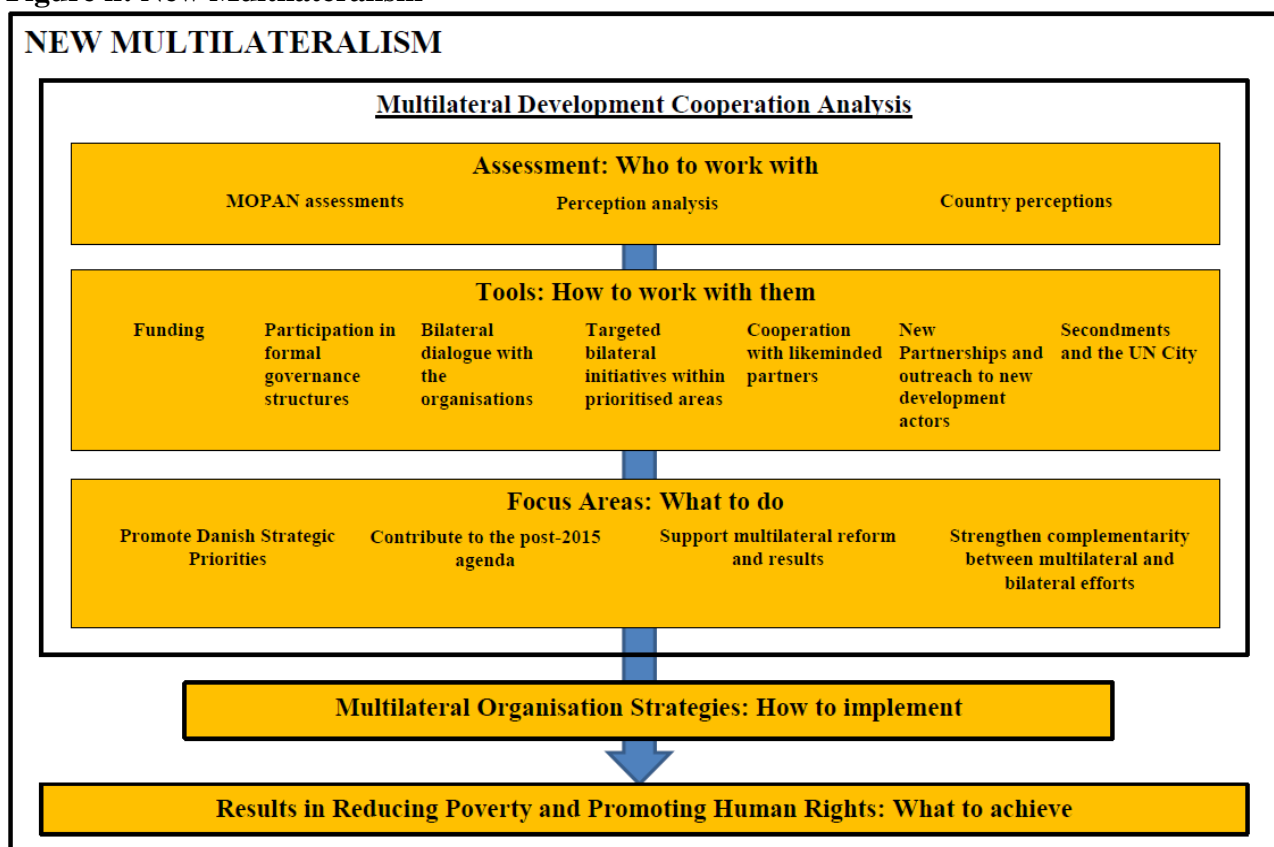 Figure II: New Multilateralism
NEW MULTILATERALISM
Multilateral Development Cooperation Analysis
Assessment: Who to work with
MOPAN assessments
Perception analysis
Country perceptions
Tools: How to work with them
Funding
Participation in
formal
governance
structures
Bilateral
dialogue with
the
organisations
Targeted
bilateral
initiatives within
prioritised areas
Cooperation
with likeminded
partners
New
Partnerships and
outreach to new
development
actors
Secondments
and the UN City
Focus Areas: What to do
Promote Danish Strategic
Priorities
Contribute to the post-2015
agenda
Support multilateral reform
and results
Strengthen complementarity
between multilateral and
bilateral efforts
Multilateral Organisation Strategies: How to implement
Results in Reducing Poverty and Promoting Human Rights: What to achieve